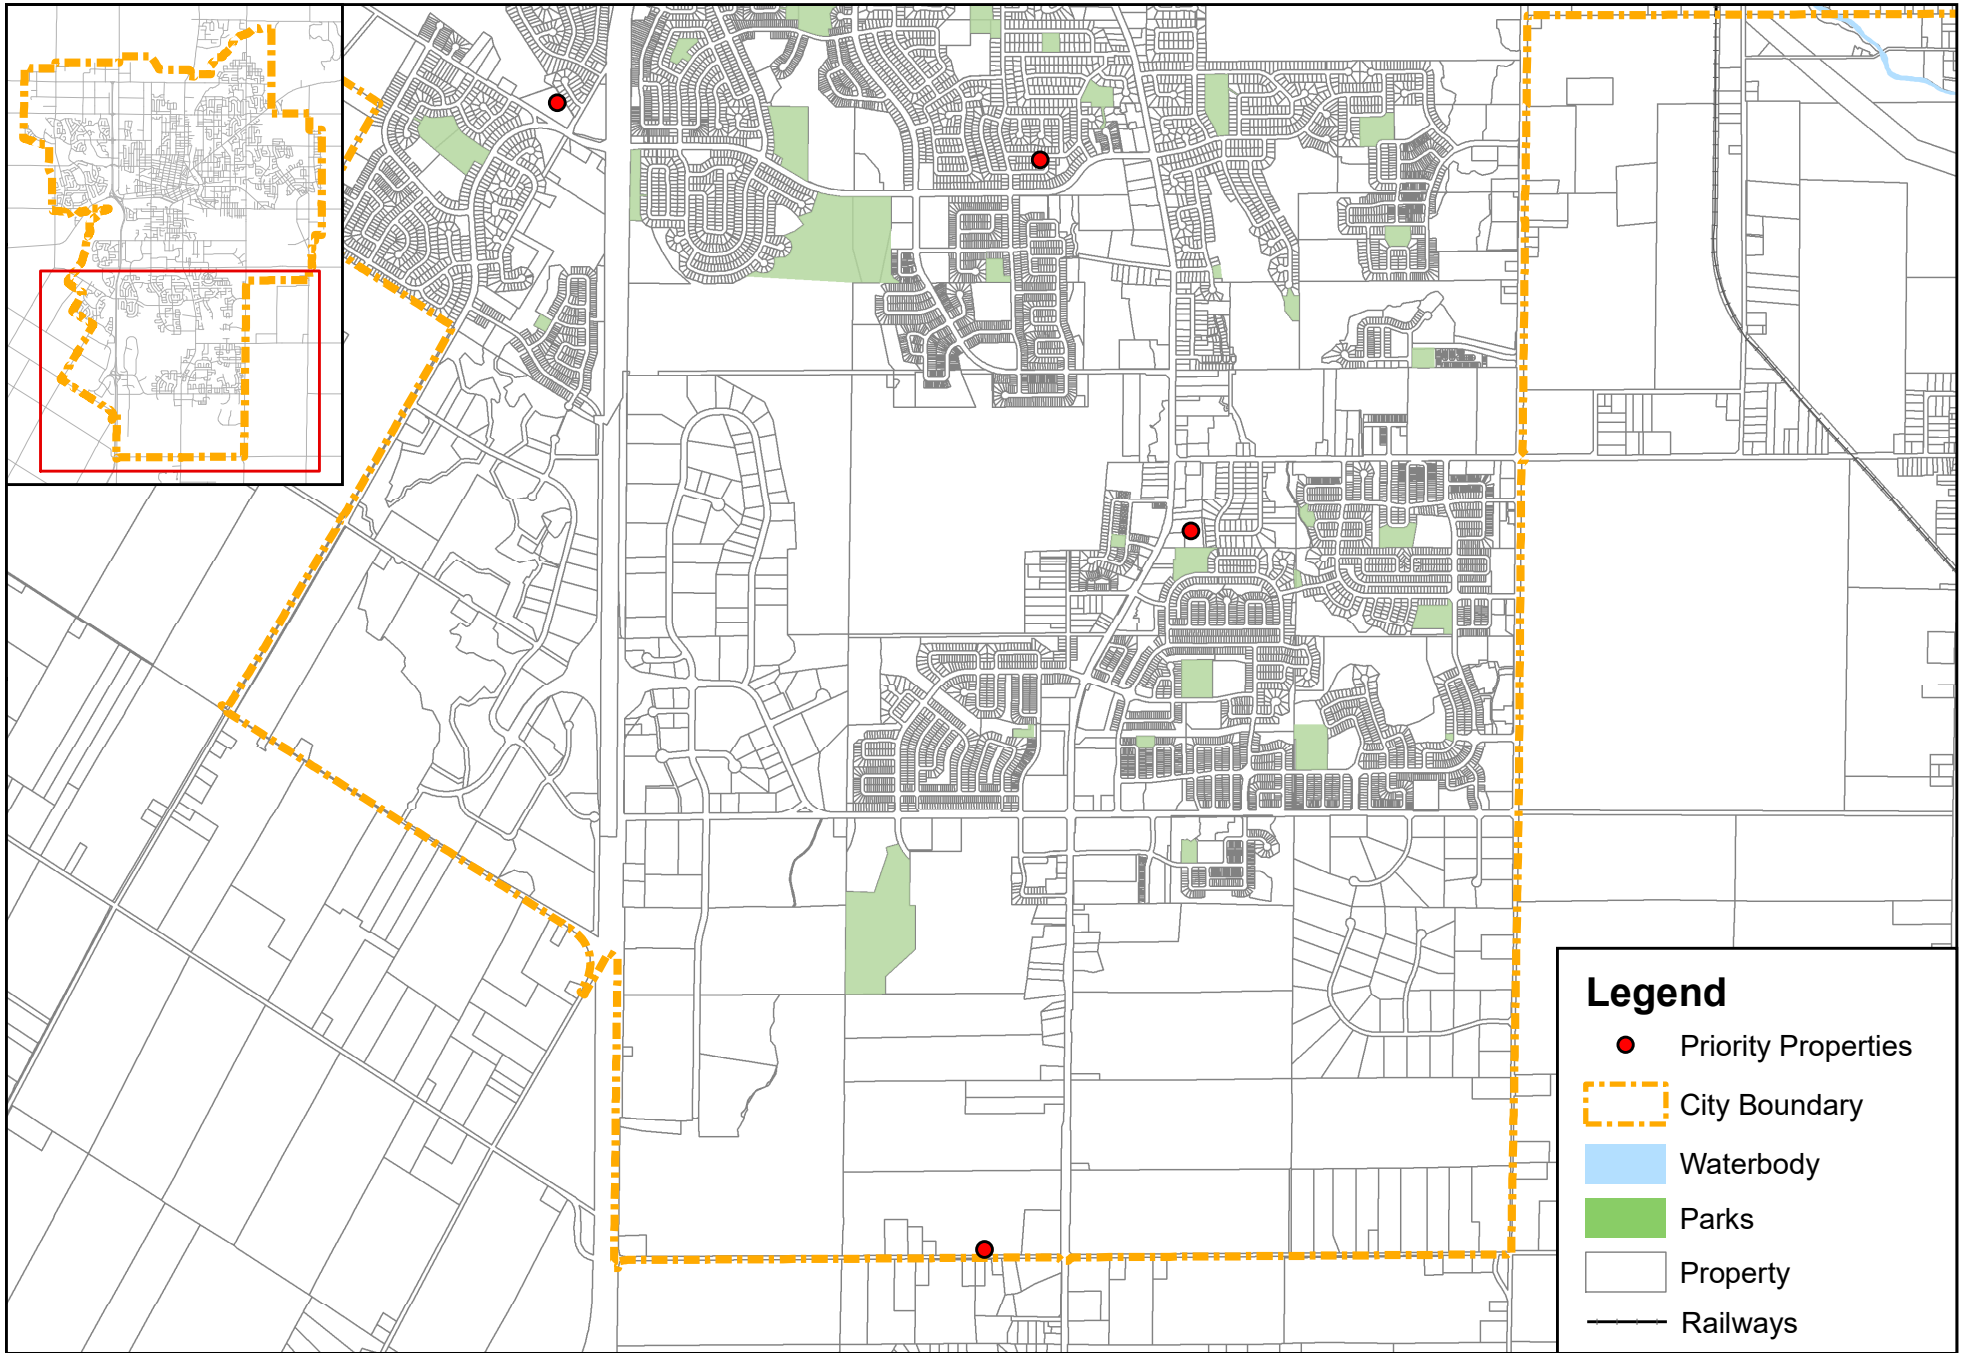 Legend
Priority Properties
City Boundary
Waterbody
Parks
Property
Railways